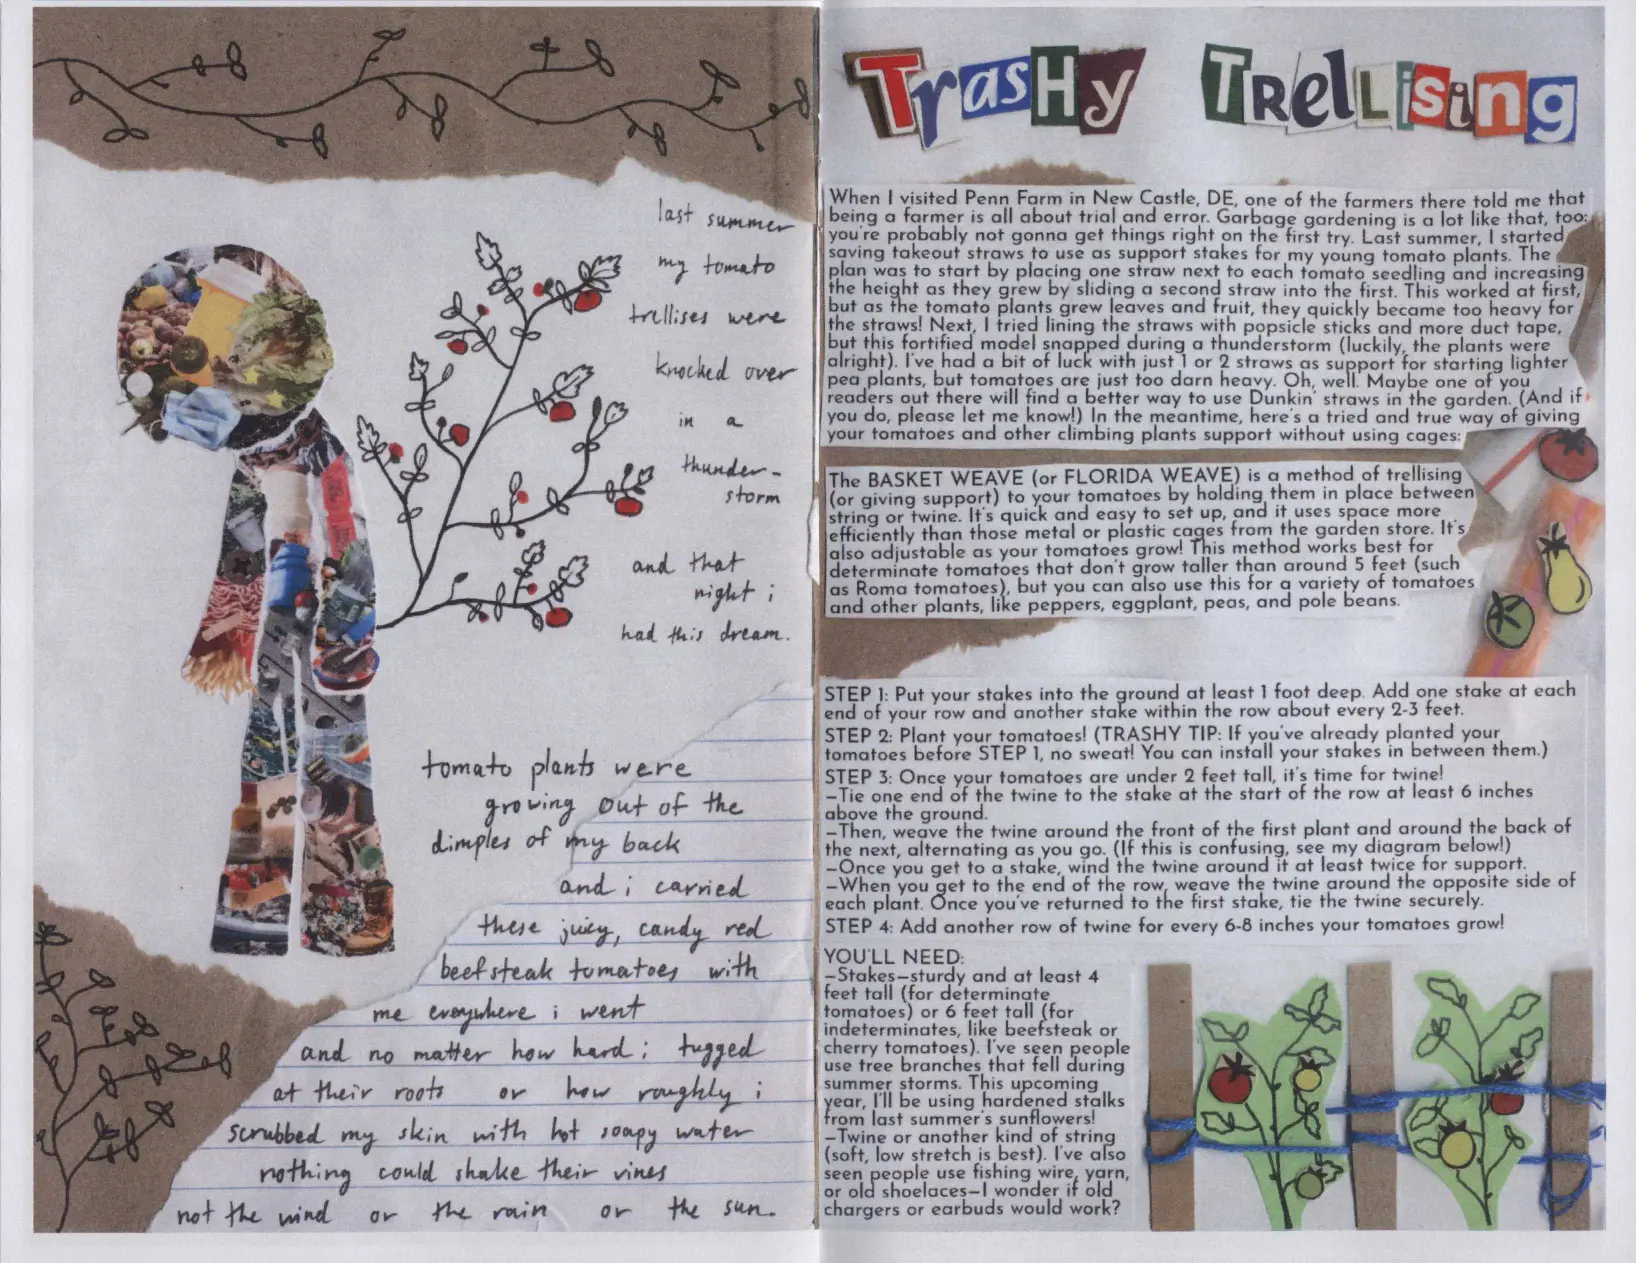 last summer
my tomato
trellises were
knocked over
in a
thunder-
storm
and that
night i
had this dream.
tomato plants were
growing out of the
dimples of my back
and i carried
these juicy, candy red
beefsteak tomatoes with
me everywhere i went
and no matter how hard i tugged
at their roots or how roughly i
scrubbed my skin with hot soapy water
nothing could shake their vines
not the wind or the rain or the sun.
Trashy Trellising
When I visited Penn Farm in New Castle, DE, one of the farmers there told me that
being a farmer is all about trial and error. Garbage gardening is a lot like that, too:
you're probably not gonna get things right on the first try. Last summer, I started
saving takeout straws to use as support stakes for my young tomato plants. The
plan was to start by placing one straw next to each tomato seedling and increasing
the height as they grew by sliding a second straw into the first. This worked at first,
but as the tomato plants grew leaves and fruit, they quickly became too heavy for
the straws! Next, I tried lining the straws with popsicle sticks and more duct tape,
but this fortified model snapped during a thunderstorm (luckily, the plants were
alright). I've had a bit of luck with just 1 or 2 straws as support for starting lighter
pea plants, but tomatoes are just too darn heavy. Oh, well. Maybe one of you
readers out there will find a better way to use Dunkin' straws in the garden. (And if
you do, please let me know!) In the meantime, here's a tried and true way of giving
your tomatoes and other climbing plants support without using cages:
The BASKET WEAVE (or FLORIDA WEAVE) is a method of trellising
(or giving support) to your tomatoes by holding them in place between
string or twine. It's quick and easy to set up, and it uses space more
efficiently than those metal or plastic cages from the garden store. It's
also adjustable as your tomatoes grow! This method works best for
determinate tomatoes that don't grow taller than around 5 feet (such
as Roma tomatoes), but you can also use this for a variety of tomatoes
and other plants, like peppers, eggplant, peas, and pole beans.
STEP 1: Put your stakes into the ground at least 1 foot deep. Add one stake at each
end of your row and another stake within the row about every 2-3 feet.
STEP 2: Plant your tomatoes! (TRASHY TIP: If you've already planted your
tomatoes before STEP 1, no sweat! You can install your stakes in between them.)
STEP 3: Once your tomatoes are under 2 feet tall, it's time for twine!
–Tie one end of the twine to the stake at the start of the row at least 6 inches
above the ground.
–Then, weave the twine around the front of the first plant and around the back of
the next, alternating as you go. (If this is confusing, see my diagram below!)
–Once you get to a stake, wind the twine around it at least twice for support.
–When you get to the end of the row, weave the twine around the opposite side of
each plant. Once you've returned to the first stake, tie the twine securely.
STEP 4: Add another row of twine for every 6-8 inches your tomatoes grow!
YOU'LL NEED:
–Stakes–sturdy and at least 4
feet tall (for determinate
tomatoes) or 6 feet tall (for
indeterminates, like beefsteak or
cherry tomatoes). I've seen people
use tree branches that fell during
summer storms. This upcoming
year, I'll be using hardened stalks
from last summer's sunflowers!
–Twine or another kind of string
(soft, low stretch is best). I've also
seen people use fishing wire, yarn,
or old shoelaces–I wonder if old
chargers or earbuds would work?